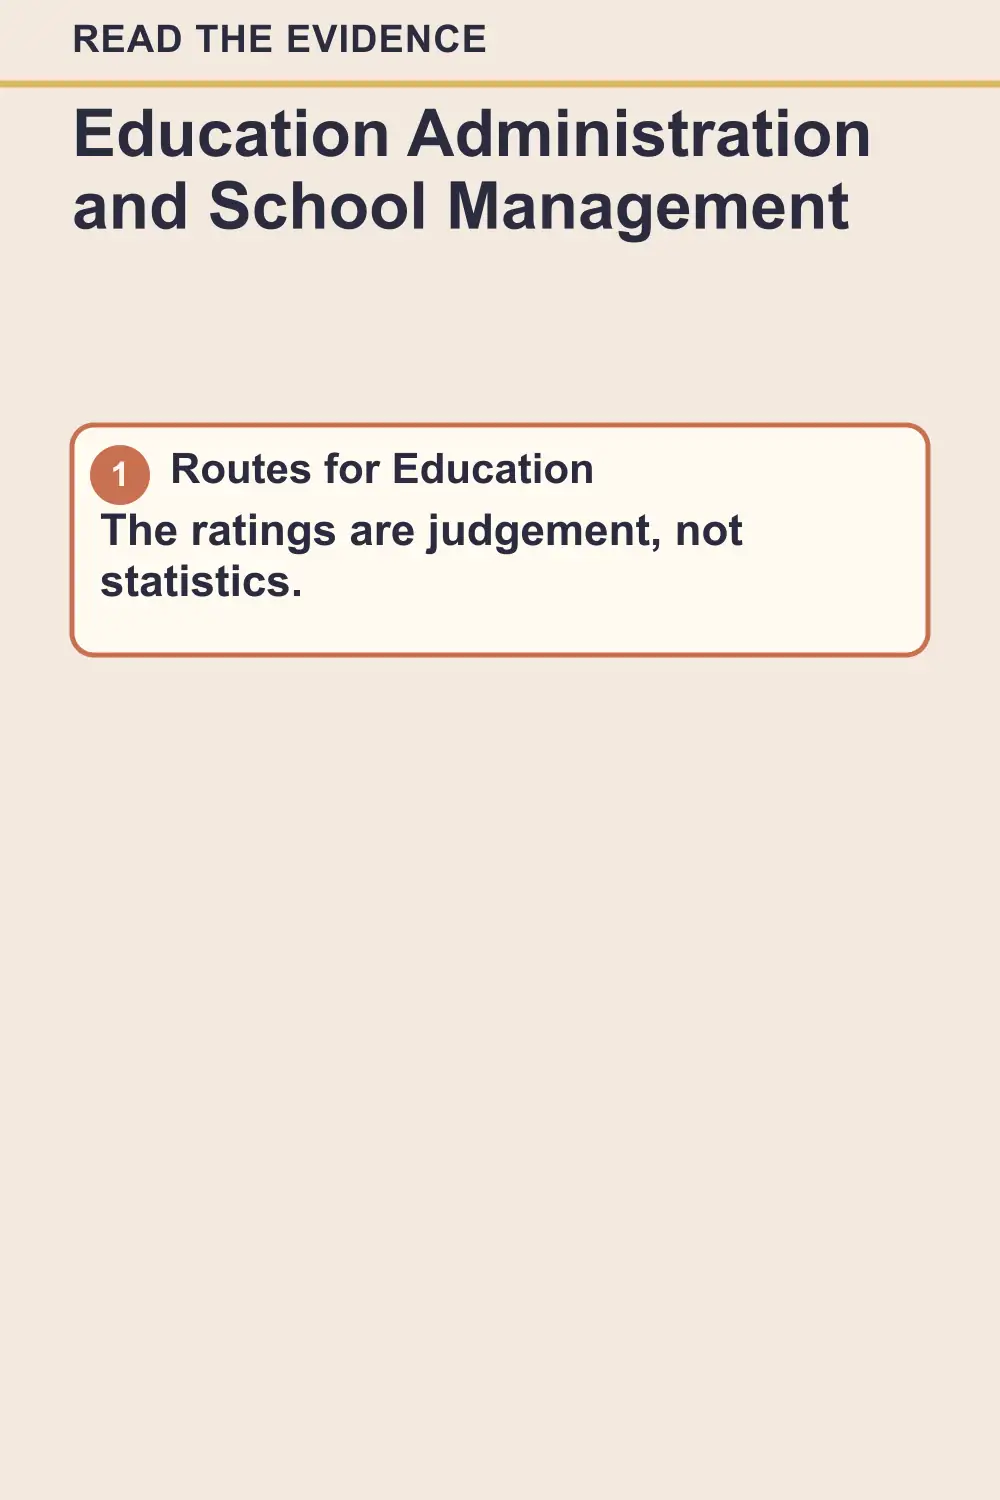 READ THE EVIDENCE
Education Administration
and School Management
1 Routes for Education
The ratings are judgement, not
statistics.